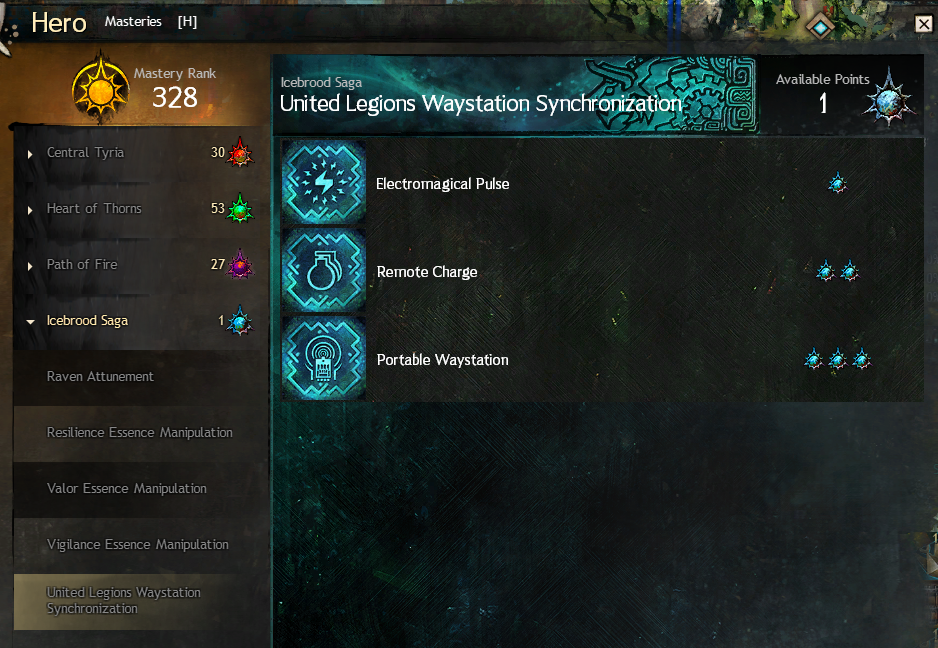 Hero Masteries [H]
Mastery Rank
328
Central Tyria 30
Heart of Thorns 53
Path of Fire 27
Icebrood Saga 1
Raven Attunement
Resilience Essence Manipulation
Valor Essence Manipulation
Vigilance Essence Manipulation
United Legions Waystation
Synchronization
Icebrood Saga
United Legions Waystation Synchronization
Available Points
1
Electromagical Pulse
Remote Charge
Portable Waystation